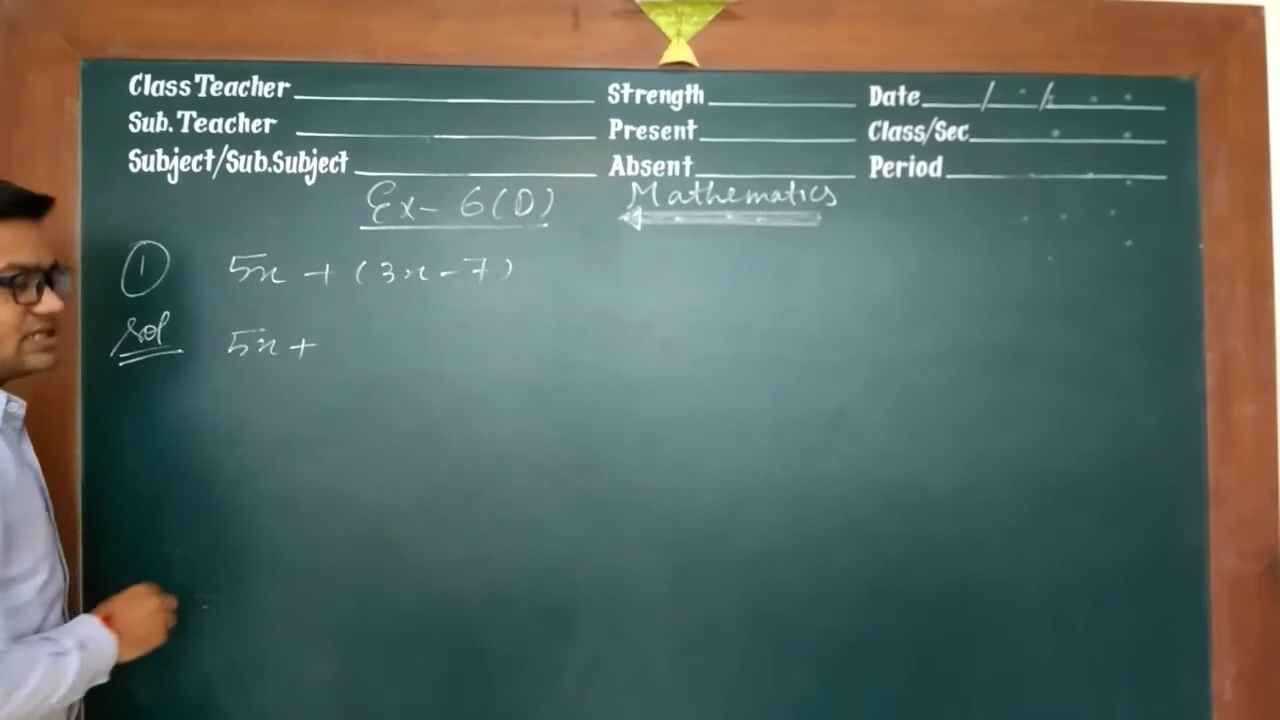 Class Teacher Strength Date / /
Sub. Teacher Present Class/Sec
Subject/Sub.Subject Absent Period
Ex- 6(D) Mathematics
① 5x + (3x - 7)
Sol 5x +